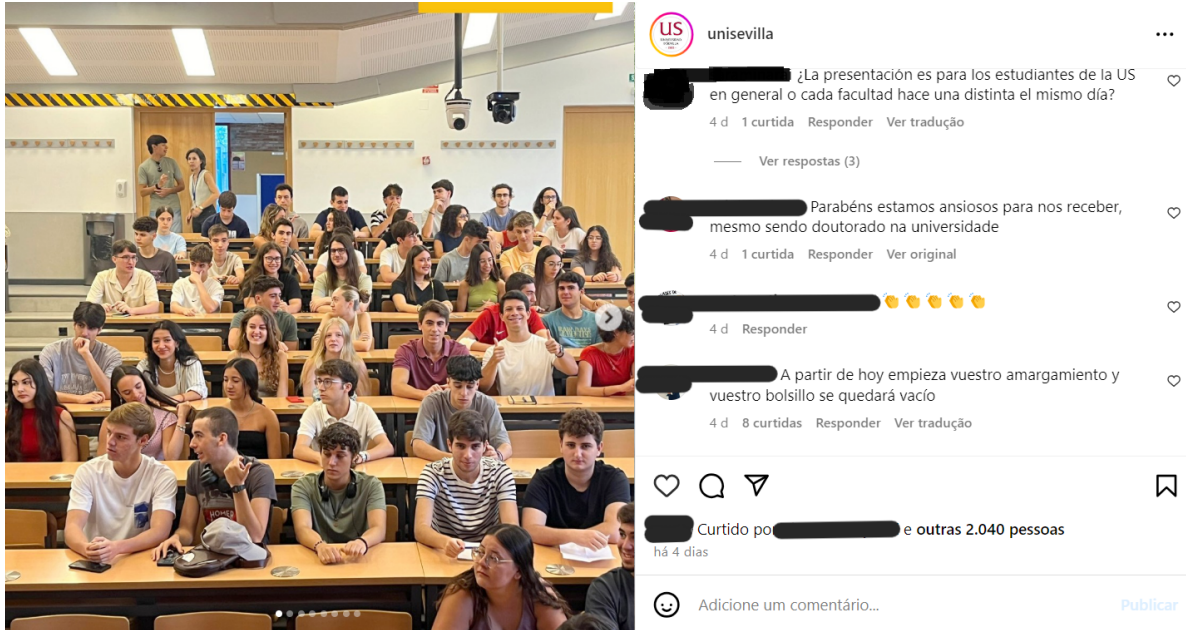 US
unisevilla
¿La presentación es para los estudiantes de la US
en general o cada facultad hace una distinta el mismo día?
4 d 1 curtida Responder Ver tradução
Ver respostas (3)
Parabéns estamos ansiosos para nos receber,
mesmo sendo doutorado na universidade
4 d 1 curtida Responder Ver original
👏👏👏👏👏
4 d Responder
A partir de hoy empieza vuestro amargamiento y
vuestro bolsillo se quedará vacío
4 d 8 curtidas Responder Ver tradução
Curtido por e outras 2.040 pessoas
há 4 dias
Adicione um comentário...
Publicar